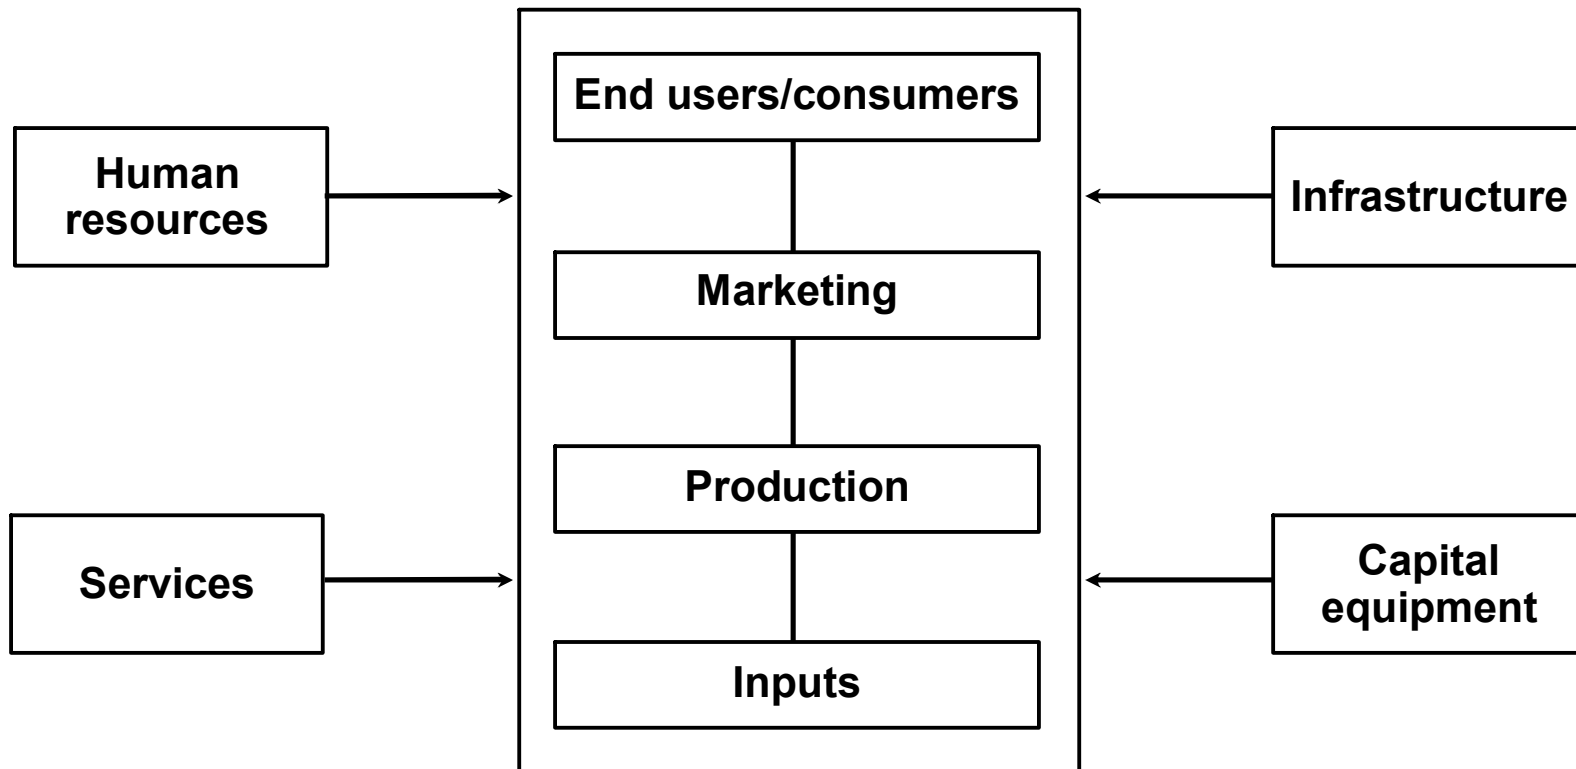 End users/consumers
Human
resources
Infrastructure
Marketing
Production
Services
Capital
equipment
Inputs